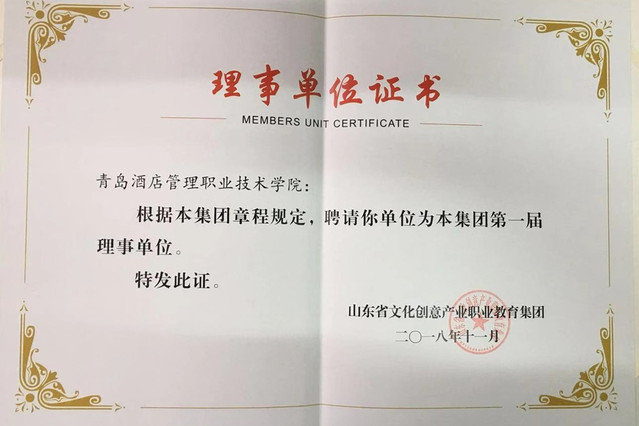 理事单位证书
MEMBERS UNIT CERTIFICATE
青岛酒店管理职业技术学院：
根据本集团章程规定，聘请你单位为本集团第一届
理事单位。
特发此证。
山东省文化创意产业职业教育集团
二〇一八年十一月